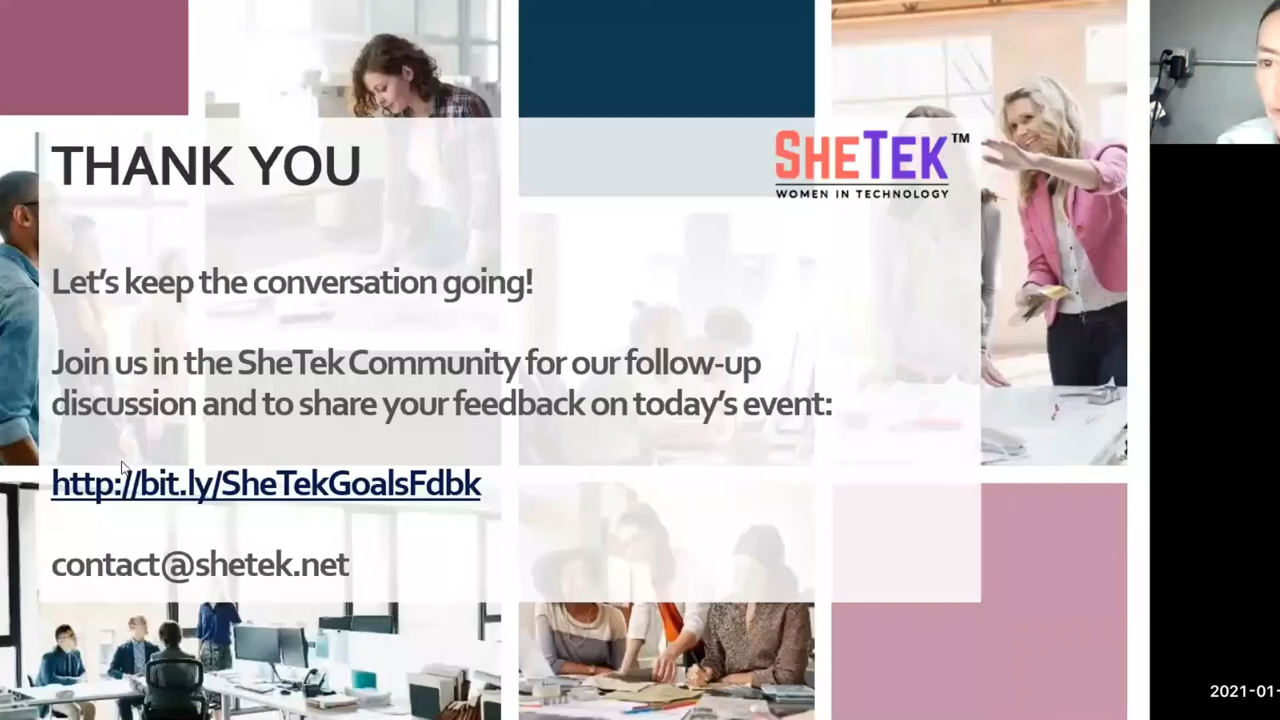 THANK YOU
SHETEK™
WOMEN IN TECHNOLOGY
Let's keep the conversation going!
Join us in the SheTek Community for our follow-up
discussion and to share your feedback on today's event:
http://bit.ly/SheTekGoalsFdbk
contact@shetek.net
2021-01-